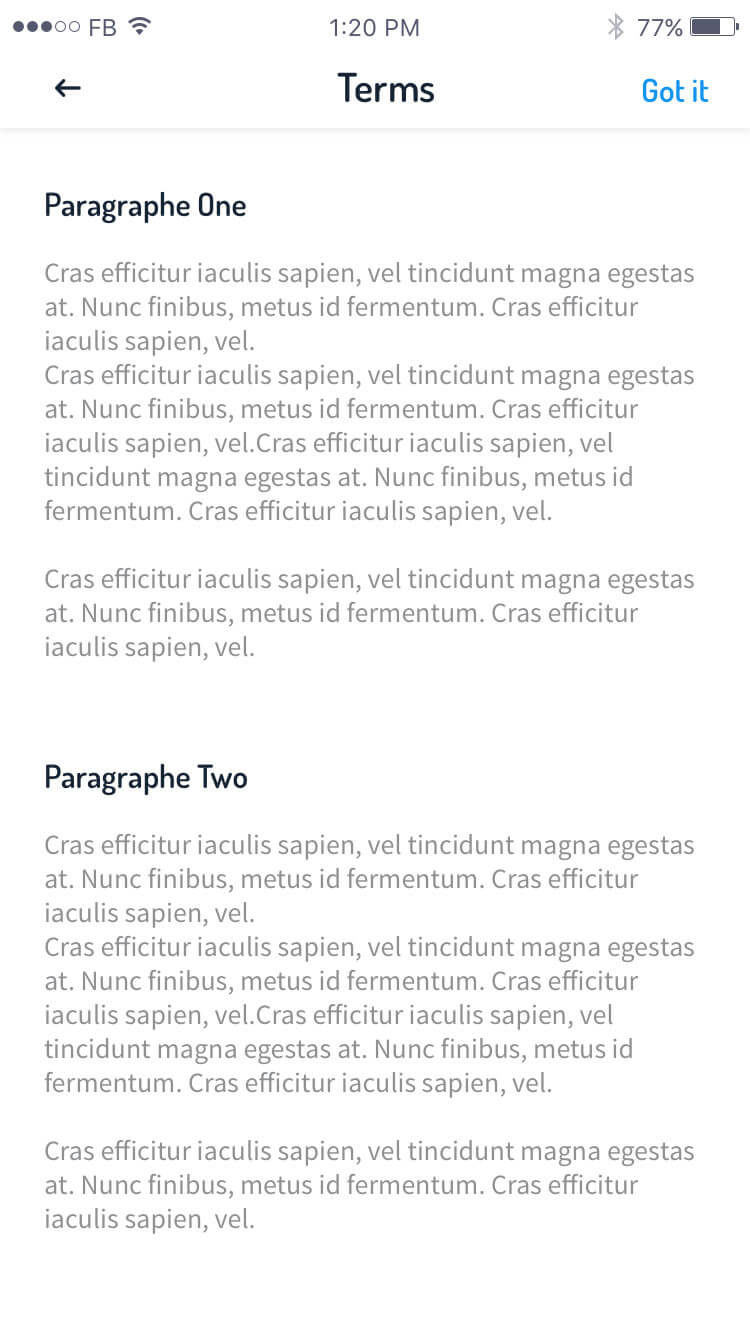 FB 1:20 PM 77%
Terms Got it
Paragraphe One
Cras efficitur iaculis sapien, vel tincidunt magna egestas
at. Nunc finibus, metus id fermentum. Cras efficitur
iaculis sapien, vel.
Cras efficitur iaculis sapien, vel tincidunt magna egestas
at. Nunc finibus, metus id fermentum. Cras efficitur
iaculis sapien, vel.Cras efficitur iaculis sapien, vel
tincidunt magna egestas at. Nunc finibus, metus id
fermentum. Cras efficitur iaculis sapien, vel.
Cras efficitur iaculis sapien, vel tincidunt magna egestas
at. Nunc finibus, metus id fermentum. Cras efficitur
iaculis sapien, vel.
Paragraphe Two
Cras efficitur iaculis sapien, vel tincidunt magna egestas
at. Nunc finibus, metus id fermentum. Cras efficitur
iaculis sapien, vel.
Cras efficitur iaculis sapien, vel tincidunt magna egestas
at. Nunc finibus, metus id fermentum. Cras efficitur
iaculis sapien, vel.Cras efficitur iaculis sapien, vel
tincidunt magna egestas at. Nunc finibus, metus id
fermentum. Cras efficitur iaculis sapien, vel.
Cras efficitur iaculis sapien, vel tincidunt magna egestas
at. Nunc finibus, metus id fermentum. Cras efficitur
iaculis sapien, vel.